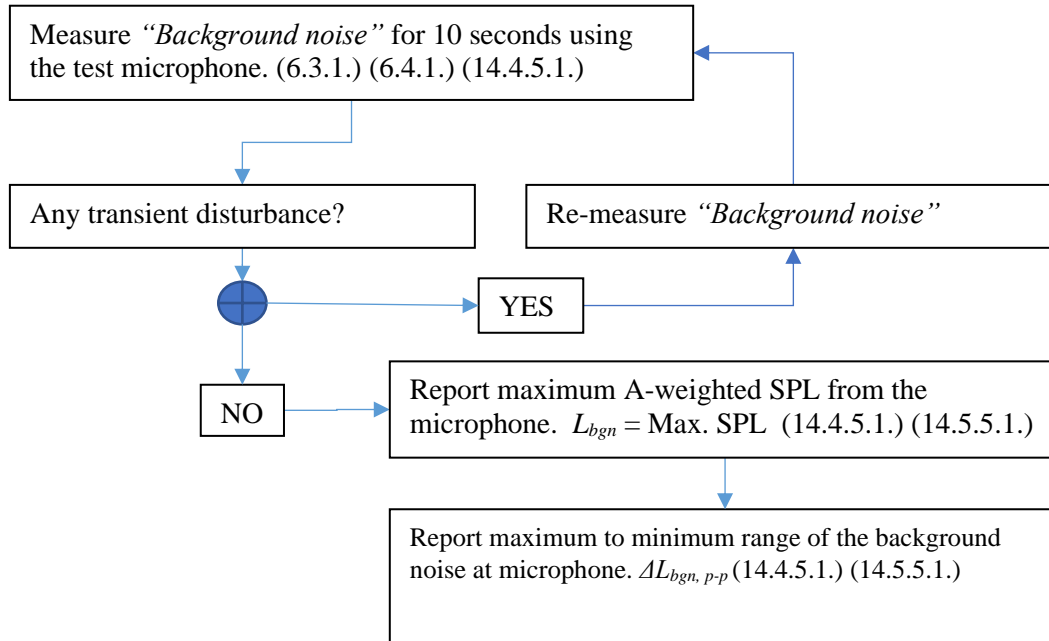 Measure “Background noise” for 10 seconds using
the test microphone. (6.3.1.) (6.4.1.) (14.4.5.1.)
Any transient disturbance?
Re-measure “Background noise”
YES
NO
Report maximum A-weighted SPL from the
microphone. Lbgn = Max. SPL (14.4.5.1.) (14.5.5.1.)
Report maximum to minimum range of the background
noise at microphone. ΔLbgn, p-p (14.4.5.1.) (14.5.5.1.)